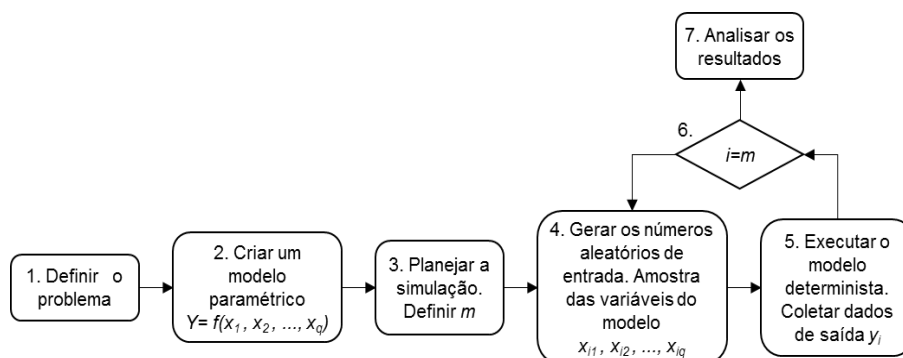 1. Definir o
problema
2. Criar um
modelo
paramétrico
Y= f(x1, x2, ..., xq)
3. Planejar a
simulação.
Definir m
4. Gerar os números
aleatórios de
entrada. Amostra
das variáveis do
modelo
xi1, xi2, ..., xiq
5. Executar o
modelo
determinista.
Coletar dados
de saída yi
6.
i=m
7. Analisar os
resultados